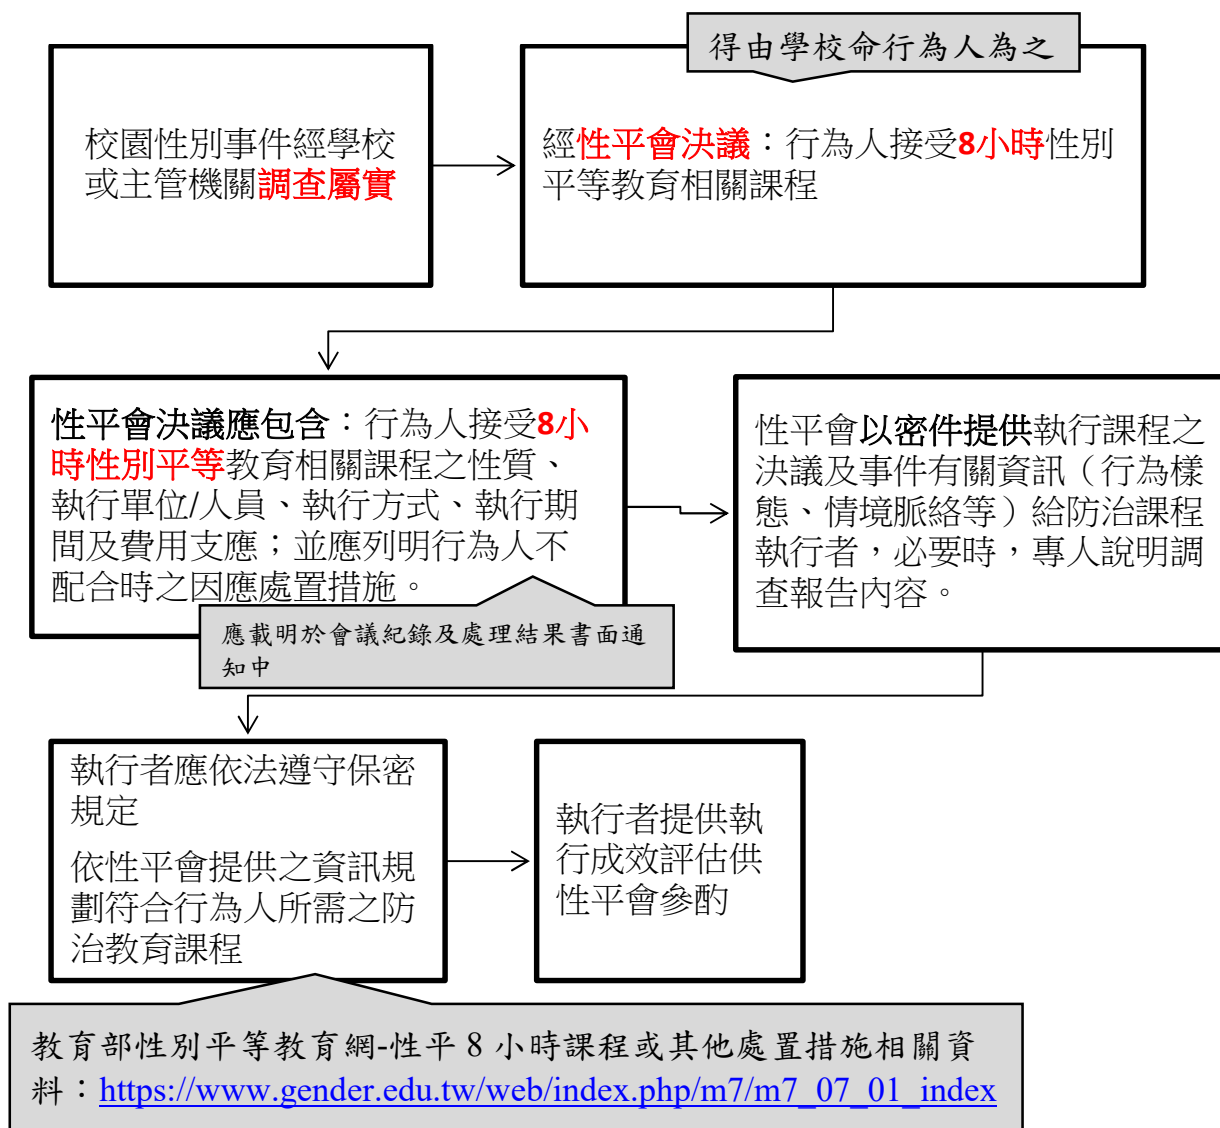 得由學校命行為人為之
校園性別事件經學校
或主管機關調查屬實
經性平會決議：行為人接受8小時性別
平等教育相關課程
性平會決議應包含：行為人接受8小
時性別平等教育相關課程之性質、
執行單位/人員、執行方式、執行期
間及費用支應；並應列明行為人不
配合時之因應處置措施。
應載明於會議紀錄及處理結果書面通
知中
性平會以密件提供執行課程之
決議及事件有關資訊（行為樣
態、情境脈絡等）給防治課程
執行者，必要時，專人說明調
查報告內容。
執行者應依法遵守保密
規定
依性平會提供之資訊規
劃符合行為人所需之防
治教育課程
執行者提供執
行成效評估供
性平會參酌
教育部性別平等教育網-性平 8 小時課程或其他處置措施相關資
料：https://www.gender.edu.tw/web/index.php/m7/m7_07_01_index